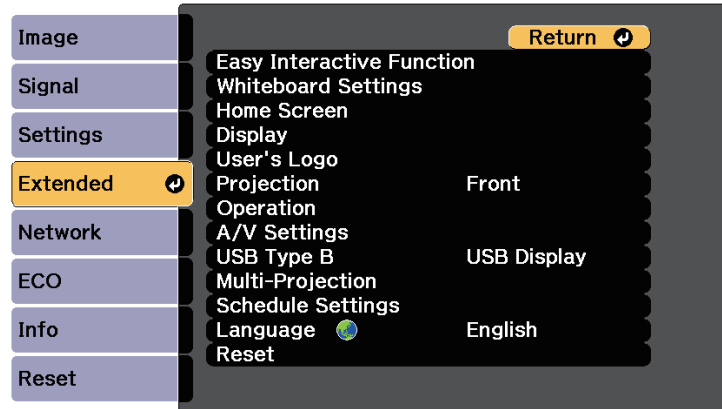 Image
Signal
Settings
Extended
Network
ECO
Info
Reset
Return
Easy Interactive Function
Whiteboard Settings
Home Screen
Display
User's Logo
Projection Front
Operation
A/V Settings
USB Type B USB Display
Multi-Projection
Schedule Settings
Language English
Reset